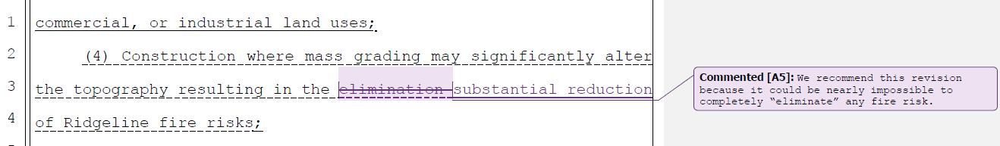 1 commercial, or industrial land uses;
2 (4) Construction where mass grading may significantly alter
3 the topography resulting in the elimination substantial reduction
4 of Ridgeline fire risks;
Commented [A5]: We recommend this revision
because it could be nearly impossible to
completely “eliminate” any fire risk.